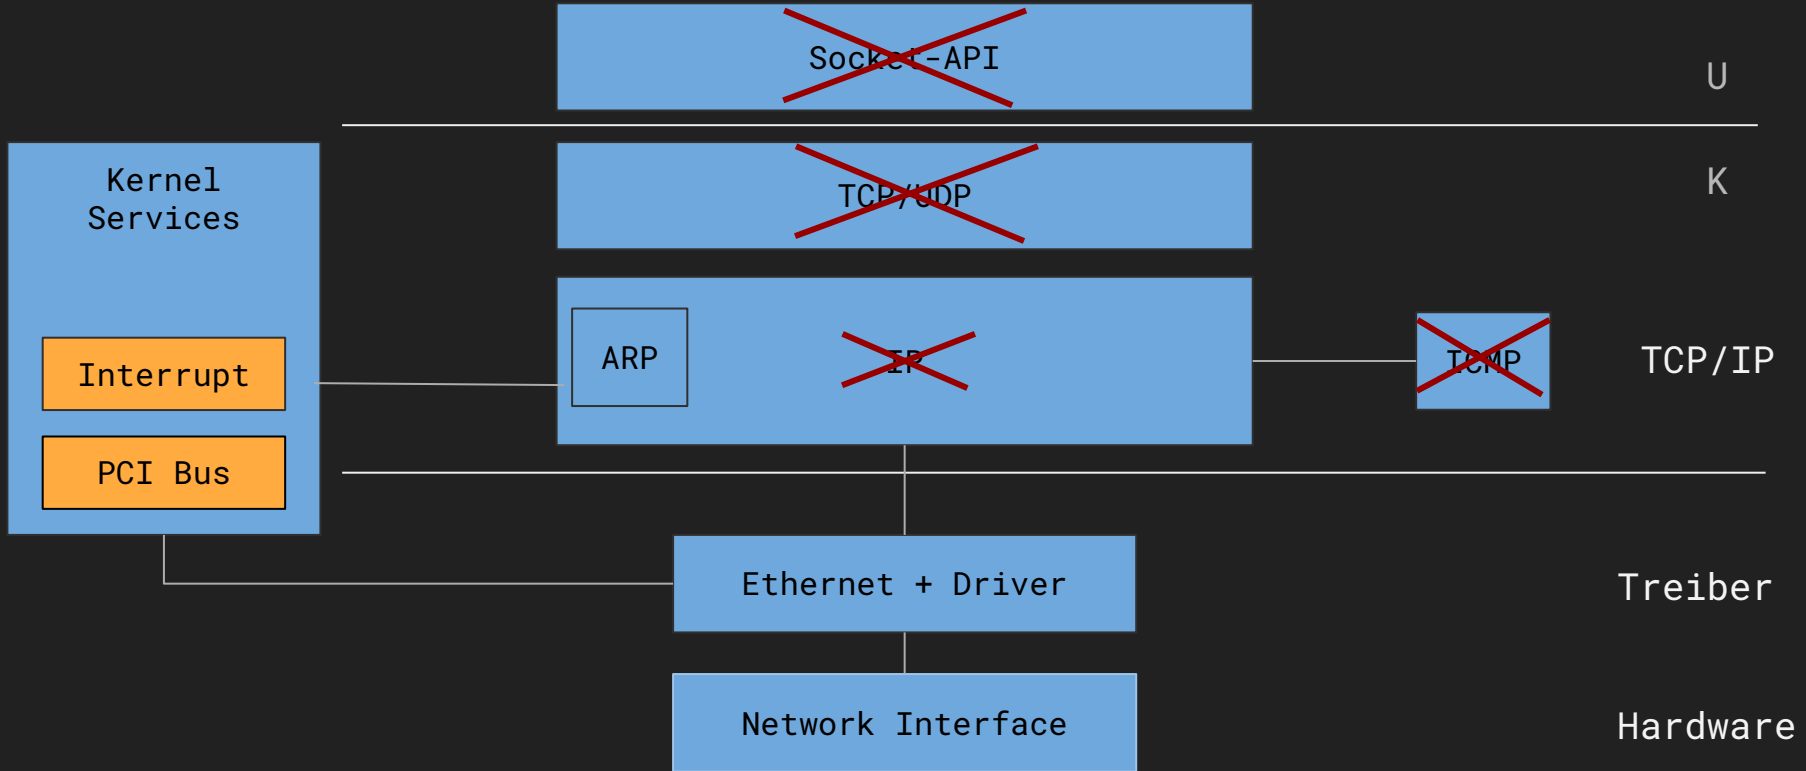 Socket-API
U
Kernel
Services
TCP/UDP
K
Interrupt
PCI Bus
ARP
IP
ICMP
TCP/IP
Ethernet + Driver
Treiber
Network Interface
Hardware